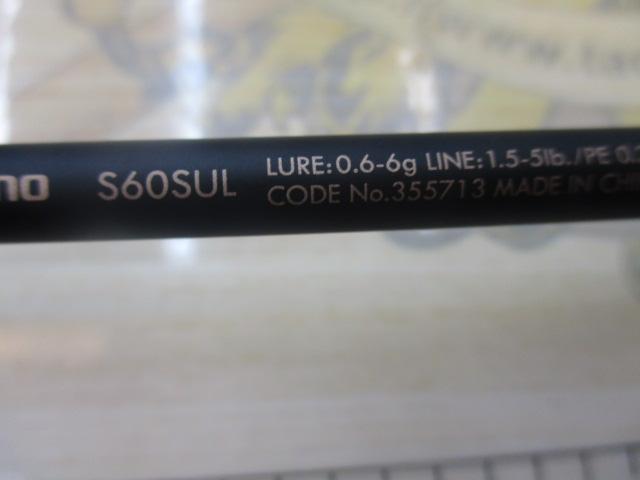 S60SUL
LURE:0.6-6g LINE:1.5-5lb./PE
CODE No.355713 MADE IN